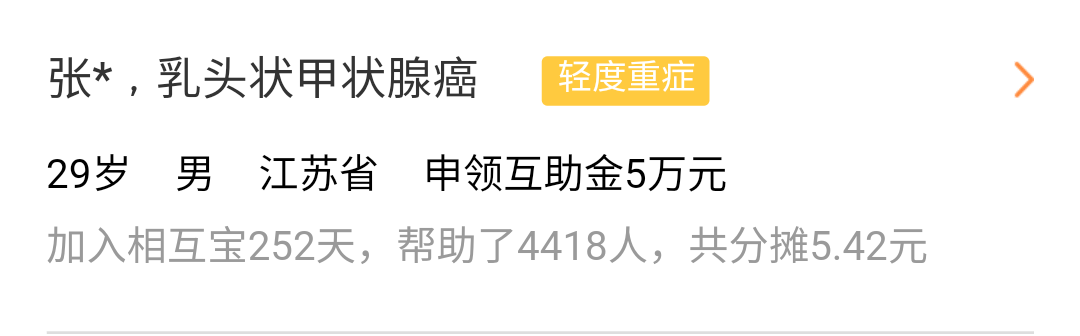 张*，乳头状甲状腺癌 轻度重症
29岁 男 江苏省 申领互助金5万元
加入相互宝252天，帮助了4418人，共分摊5.42元